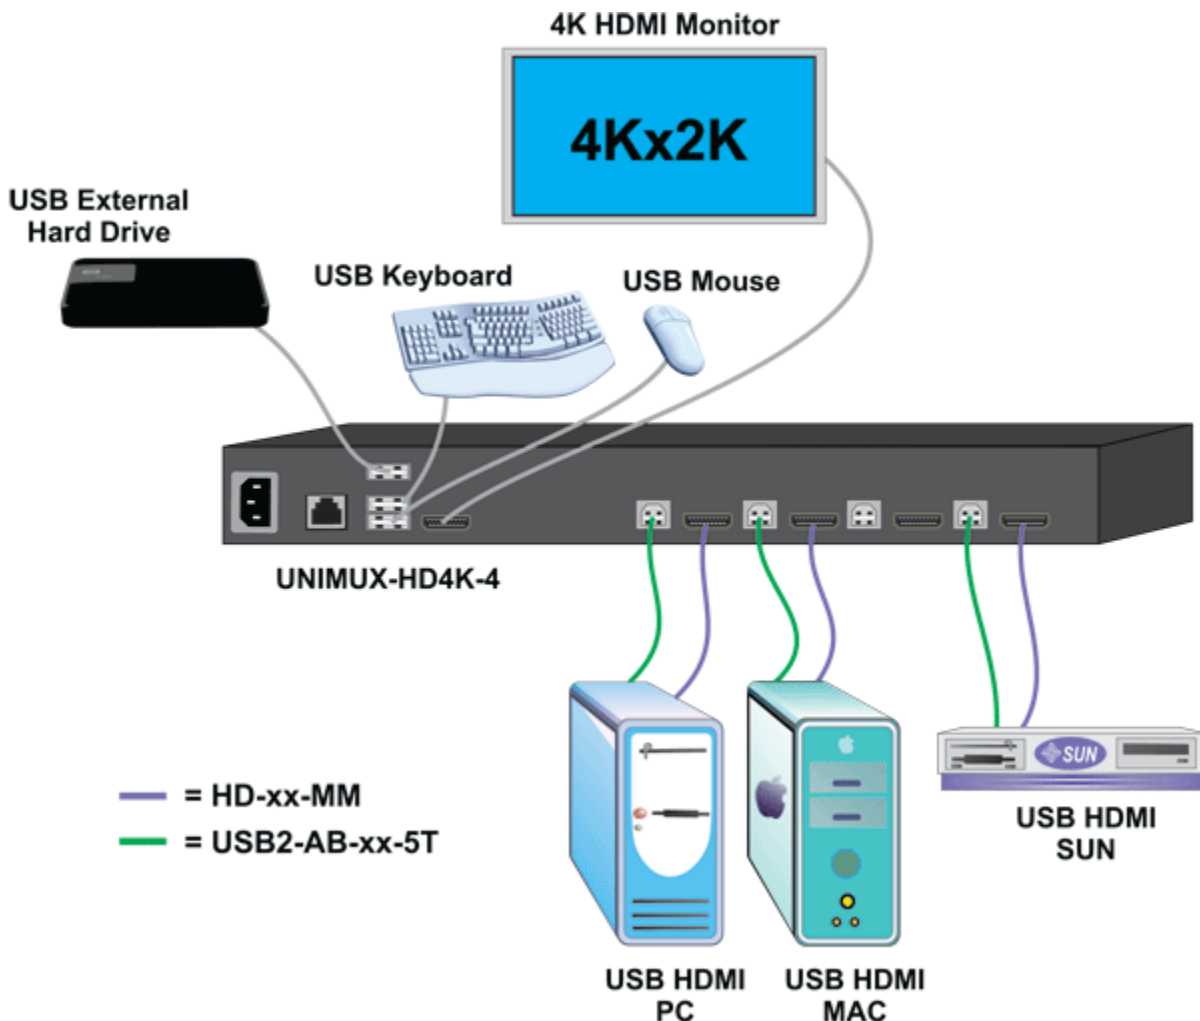 4K HDMI Monitor
4Kx2K
USB External
Hard Drive
USB Keyboard
USB Mouse
UNIMUX-HD4K-4
= HD-xx-MM
= USB2-AB-xx-5T
SUN
USB HDMI
SUN
USB HDMI
PC
USB HDMI
MAC